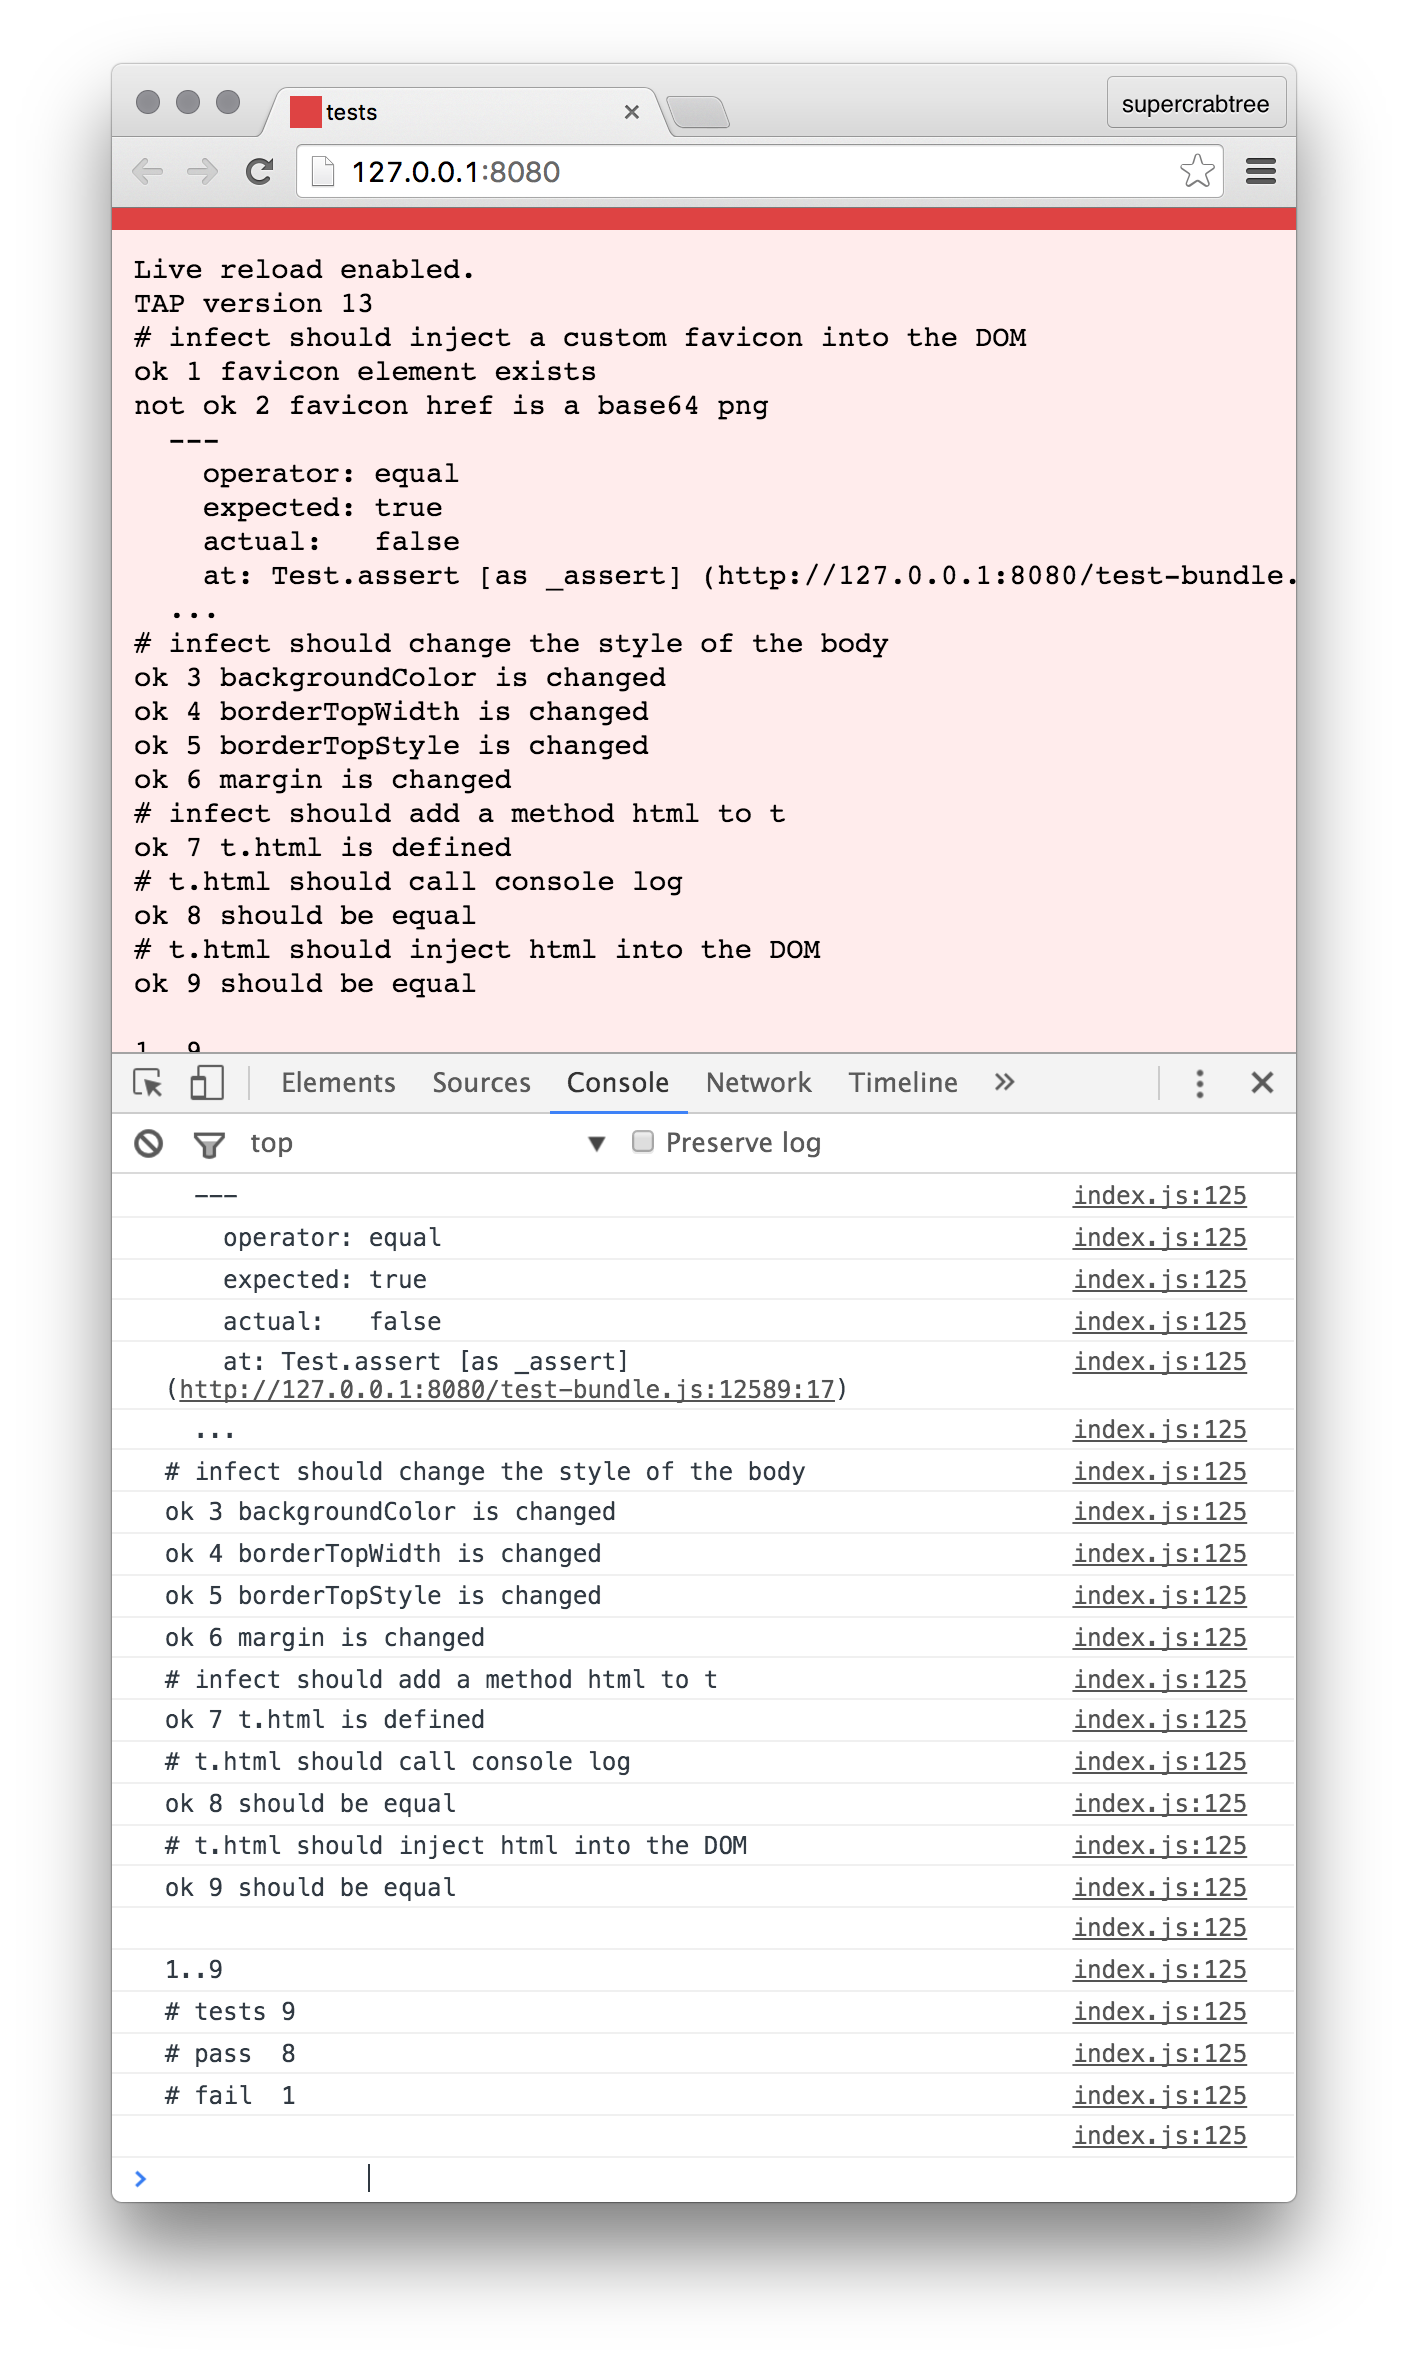 tests
supercrabtree
127.0.0.1:8080
Live reload enabled.
TAP version 13
# infect should inject a custom favicon into the DOM
ok 1 favicon element exists
not ok 2 favicon href is a base64 png
  ---
    operator: equal
    expected: true
    actual:   false
    at: Test.assert [as _assert] (http://127.0.0.1:8080/test-bundle.
  ...
# infect should change the style of the body
ok 3 backgroundColor is changed
ok 4 borderTopWidth is changed
ok 5 borderTopStyle is changed
ok 6 margin is changed
# infect should add a method html to t
ok 7 t.html is defined
# t.html should call console log
ok 8 should be equal
# t.html should inject html into the DOM
ok 9 should be equal
1..9
Elements Sources Console Network Timeline »
top ▼ Preserve log
  --- index.js:125
    operator: equal index.js:125
    expected: true index.js:125
    actual:   false index.js:125
    at: Test.assert [as _assert] index.js:125
(http://127.0.0.1:8080/test-bundle.js:12589:17)
  ... index.js:125
# infect should change the style of the body index.js:125
ok 3 backgroundColor is changed index.js:125
ok 4 borderTopWidth is changed index.js:125
ok 5 borderTopStyle is changed index.js:125
ok 6 margin is changed index.js:125
# infect should add a method html to t index.js:125
ok 7 t.html is defined index.js:125
# t.html should call console log index.js:125
ok 8 should be equal index.js:125
# t.html should inject html into the DOM index.js:125
ok 9 should be equal index.js:125
index.js:125
1..9 index.js:125
# tests 9 index.js:125
# pass  8 index.js:125
# fail  1 index.js:125
index.js:125